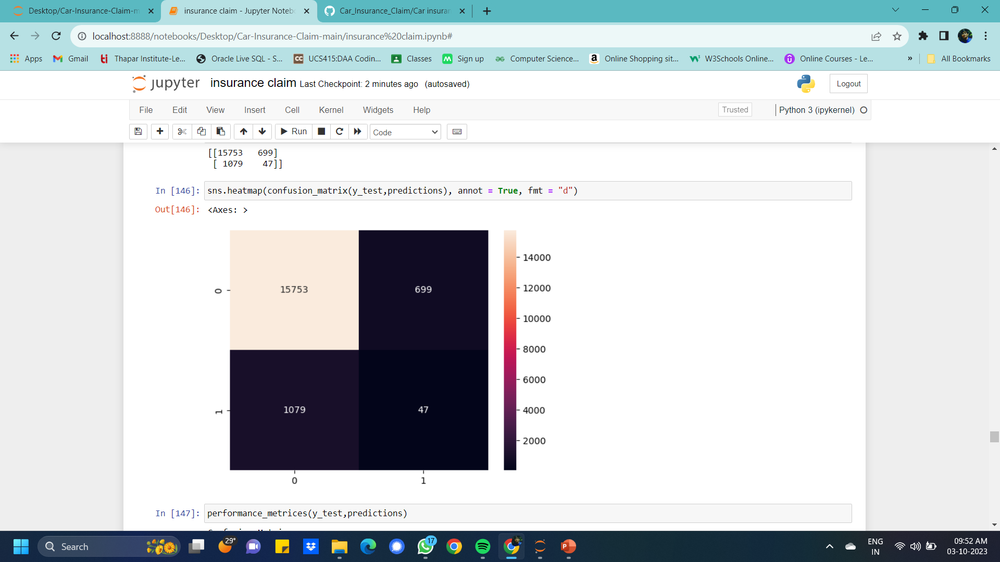 Desktop/Car-Insurance-Claim-m
insurance claim - Jupyter Notebo
Car_Insurance_Claim/Car insuran
localhost:8888/notebooks/Desktop/Car-Insurance-Claim-main/insurance%20claim.ipynb#
Apps
Gmail
Thapar Institute-Le...
Oracle Live SQL - S...
UCS415:DAA Codin...
Classes
Sign up
Computer Science...
Online Shopping sit...
W3Schools Online...
Online Courses - Le...
»
All Bookmarks
jupyter insurance claim Last Checkpoint: 2 minutes ago (autosaved)
Logout
File Edit View Insert Cell Kernel Widgets Help
Trusted
Python 3 (ipykernel)
Run
Code
[[15753 699]
[ 1079 47]]
In [146]: sns.heatmap(confusion_matrix(y_test,predictions), annot = True, fmt = "d")
Out[146]: <Axes: >
14000
12000
0 15753 699
10000
8000
6000
1 1079 47
4000
2000
0 1
In [147]: performance_metrices(y_test,predictions)
Search
29°
17
ENG
IN
09:52 AM
03-10-2023